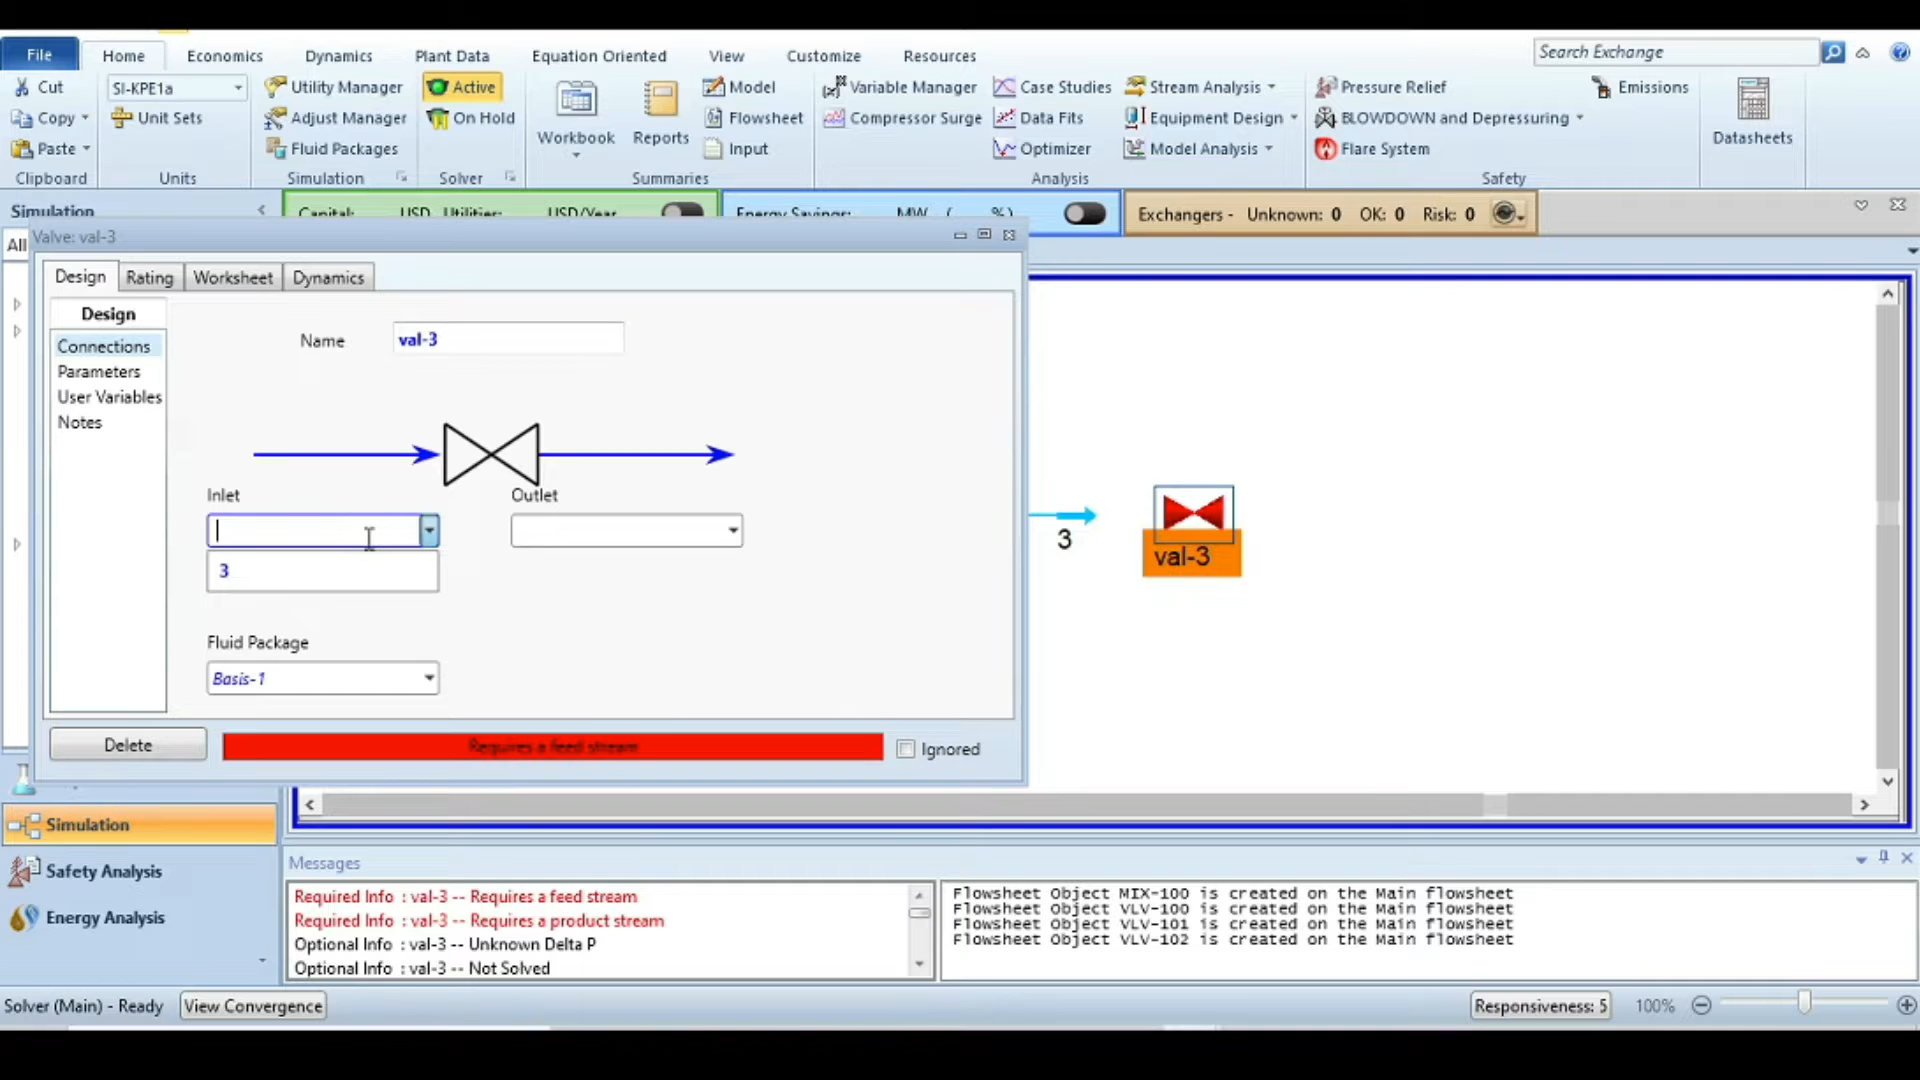 File Home Economics Dynamics Plant Data Equation Oriented View Customize Resources Search Exchange
Cut SI-KPE1a Utility Manager Active Model Variable Manager Case Studies Stream Analysis Pressure Relief Emissions
Copy Unit Sets Adjust Manager On Hold Workbook Reports Flowsheet Compressor Surge Data Fits Equipment Design BLOWDOWN and Depressuring Datasheets
Paste Fluid Packages Input Optimizer Model Analysis Flare System
Clipboard Units Simulation Solver Summaries Analysis Safety
Simulation Capital: USD Utilities: USD/Year Energy Savings: MW ( %) Exchangers - Unknown: 0 OK: 0 Risk: 0
All Valve: val-3
Design Rating Worksheet Dynamics
Design
Connections
Parameters
User Variables
Notes
Name val-3
Inlet Outlet
3
Fluid Package
Basis-1
Delete Requires a feed stream Ignored
3
val-3
Simulation
Safety Analysis
Energy Analysis
Messages
Required Info : val-3 -- Requires a feed stream
Required Info : val-3 -- Requires a product stream
Optional Info : val-3 -- Unknown Delta P
Optional Info : val-3 -- Not Solved
Flowsheet Object MIX-100 is created on the Main flowsheet
Flowsheet Object VLV-100 is created on the Main flowsheet
Flowsheet Object VLV-101 is created on the Main flowsheet
Flowsheet Object VLV-102 is created on the Main flowsheet
Solver (Main) - Ready View Convergence Responsiveness: 5 100%